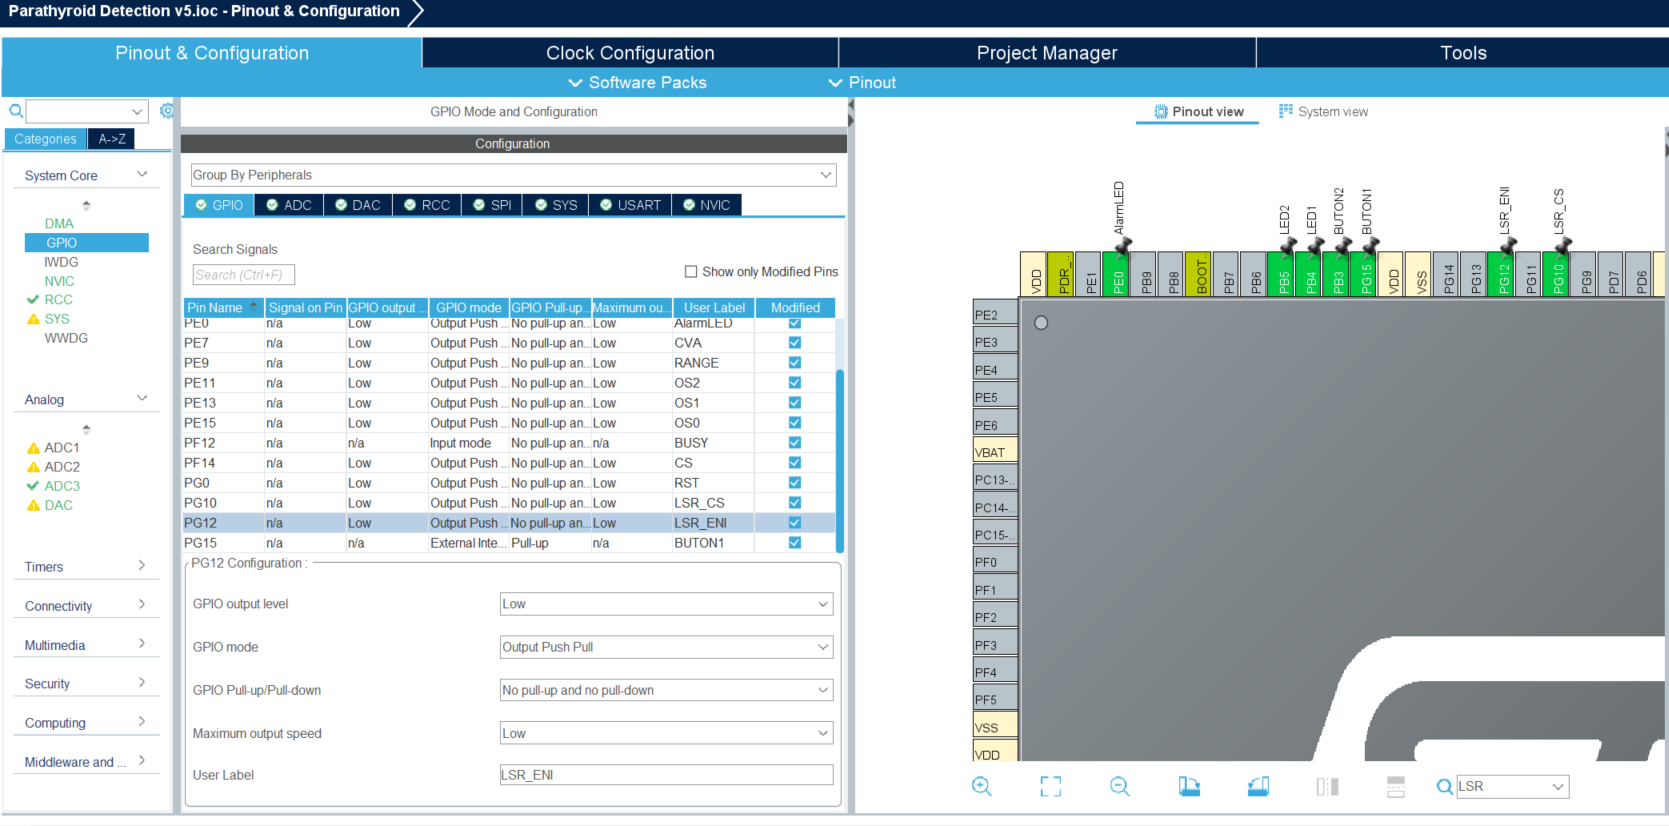 Parathyroid Detection v5.ioc - Pinout & Configuration
Pinout & Configuration
Clock Configuration
Project Manager
Tools
Software Packs
Pinout
Categories
A->Z
System Core
DMA
GPIO
IWDG
NVIC
RCC
SYS
WWDG
Analog
ADC1
ADC2
ADC3
DAC
Timers
Connectivity
Multimedia
Security
Computing
Middleware and ...
GPIO Mode and Configuration
Configuration
Group By Peripherals
GPIO ADC DAC RCC SPI SYS USART NVIC
Search Signals
Search (Ctrl+F)
Show only Modified Pins
Pin Name Signal on Pin GPIO output ... GPIO mode GPIO Pull-up... Maximum ou... User Label Modified
PE0 n/a Low Output Push ... No pull-up an... Low AlarmLED
PE7 n/a Low Output Push ... No pull-up an... Low CVA
PE9 n/a Low Output Push ... No pull-up an... Low RANGE
PE11 n/a Low Output Push ... No pull-up an... Low OS2
PE13 n/a Low Output Push ... No pull-up an... Low OS1
PE15 n/a Low Output Push ... No pull-up an... Low OS0
PF12 n/a n/a Input mode No pull-up an... n/a BUSY
PF14 n/a Low Output Push ... No pull-up an... Low CS
PG0 n/a Low Output Push ... No pull-up an... Low RST
PG10 n/a Low Output Push ... No pull-up an... Low LSR_CS
PG12 n/a Low Output Push ... No pull-up an... Low LSR_ENI
PG15 n/a n/a External Inte... Pull-up n/a BUTON1
PG12 Configuration :
GPIO output level Low
GPIO mode Output Push Pull
GPIO Pull-up/Pull-down No pull-up and no pull-down
Maximum output speed Low
User Label LSR_ENI
Pinout view
System view
AlarmLED
LED2
LED1
BUTON2
BUTON1
LSR_ENI
LSR_CS
VDD
PDR_...
PE1
PE0
PB9
PB8
BOOT...
PB7
PB6
PB5
PB4
PB3
PG15
VDD
VSS
PG14
PG13
PG12
PG11
PG10
PG9
PD7
PD6
PE2
PE3
PE4
PE5
PE6
VBAT
PC13-..
PC14-..
PC15-..
PF0
PF1
PF2
PF3
PF4
PF5
VSS
VDD
LSR